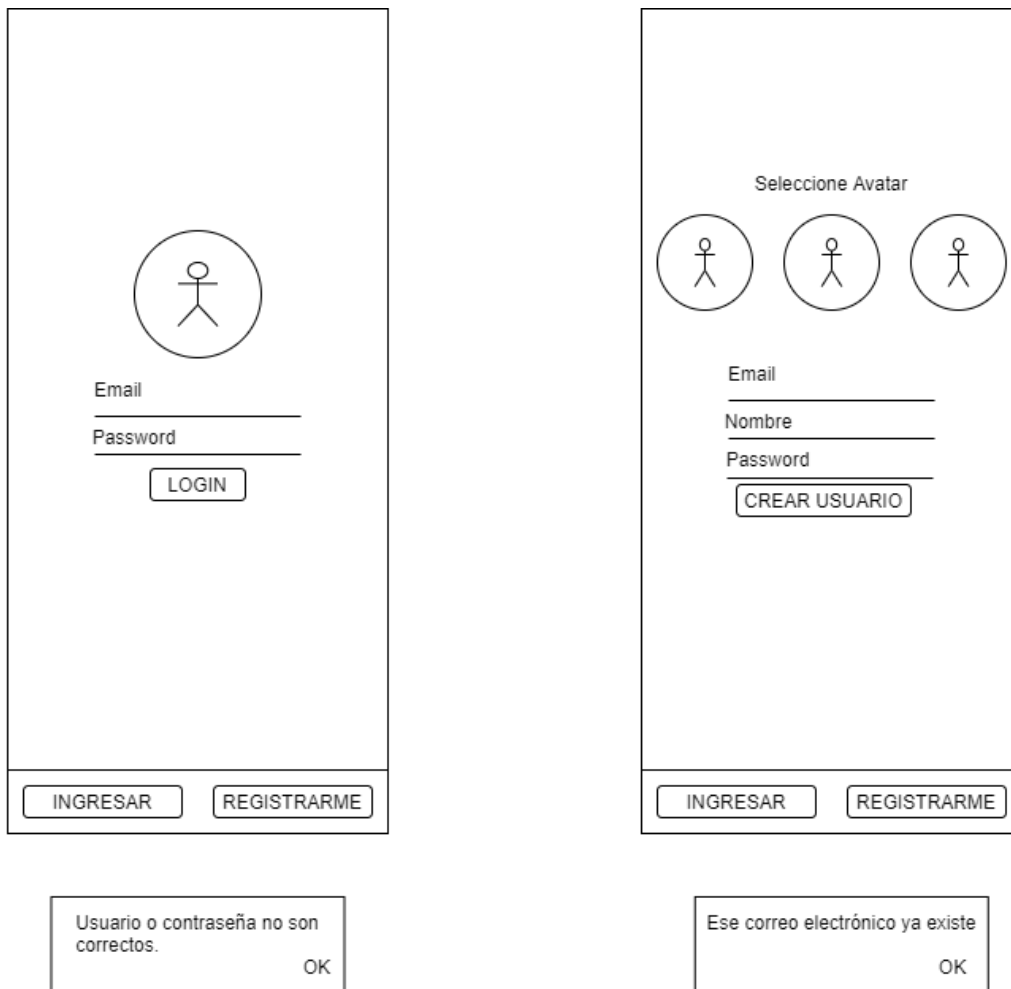 Email
Password
LOGIN
INGRESAR
REGISTRARME
Usuario o contraseña no son
correctos.
OK
Seleccione Avatar
Email
Nombre
Password
CREAR USUARIO
INGRESAR
REGISTRARME
Ese correo electrónico ya existe
OK